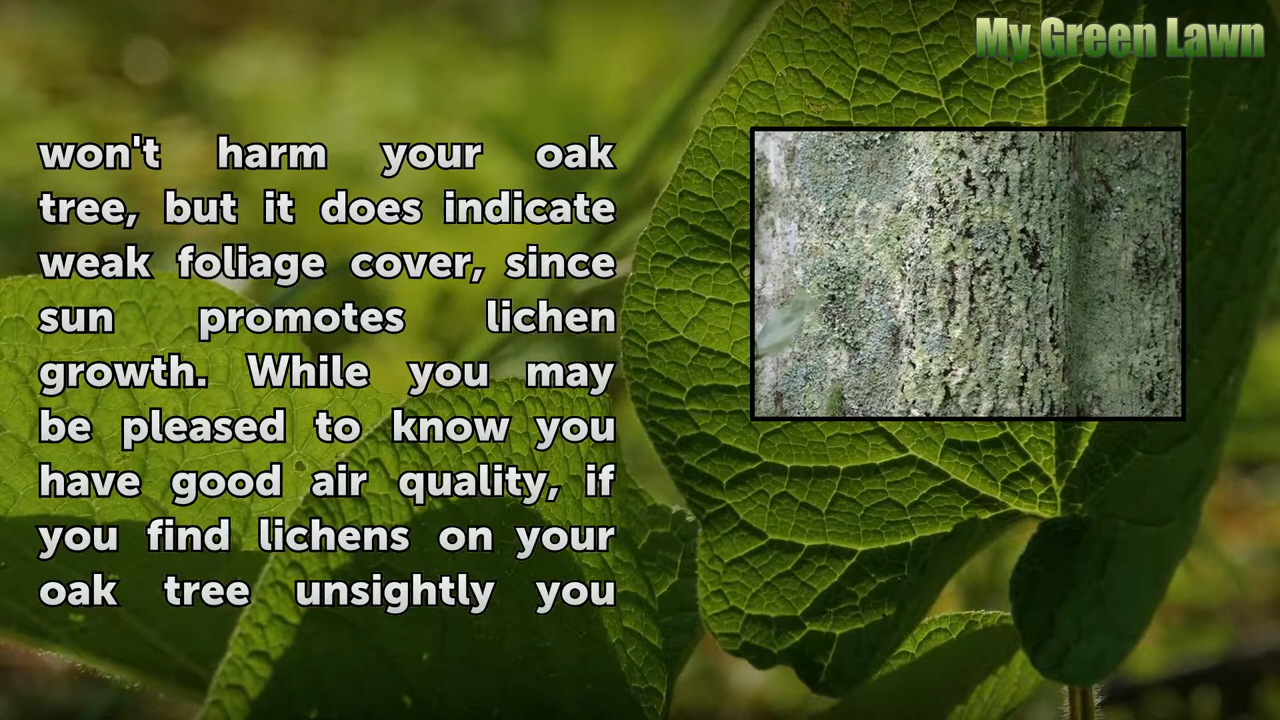 My Green Lawn
won't harm your oak
tree, but it does indicate
weak foliage cover, since
sun promotes lichen
growth. While you may
be pleased to know you
have good air quality, if
you find lichens on your
oak tree unsightly you